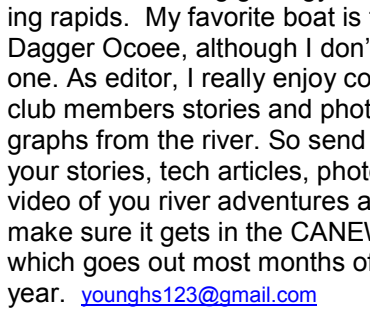 ing rapids. My favorite boat is
Dagger Ocoee, although I don'
one. As editor, I really enjoy co
club members stories and phot
graphs from the river. So send
your stories, tech articles, phot
video of you river adventures a
make sure it gets in the CANEW
which goes out most months of
year. younghs123@gmail.com